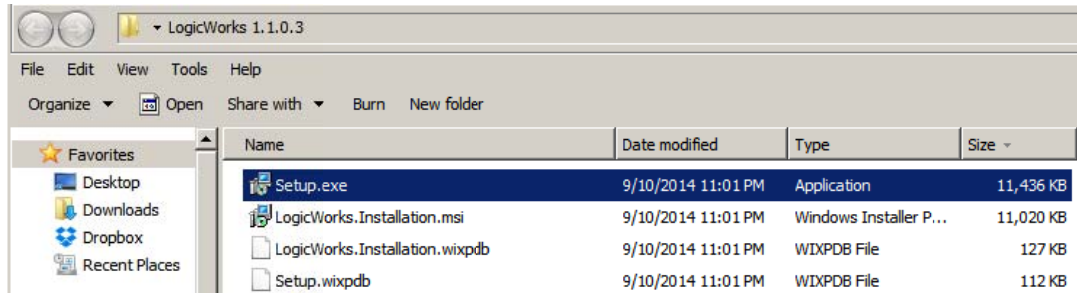 LogicWorks 1.1.0.3
File Edit View Tools Help
Organize Open Share with Burn New folder
Favorites
Desktop
Downloads
Dropbox
Recent Places
Name Date modified Type Size
Setup.exe 9/10/2014 11:01 PM Application 11,436 KB
LogicWorks.Installation.msi 9/10/2014 11:01 PM Windows Installer P... 11,020 KB
LogicWorks.Installation.wixpdb 9/10/2014 11:01 PM WIXPDB File 127 KB
Setup.wixpdb 9/10/2014 11:01 PM WIXPDB File 112 KB